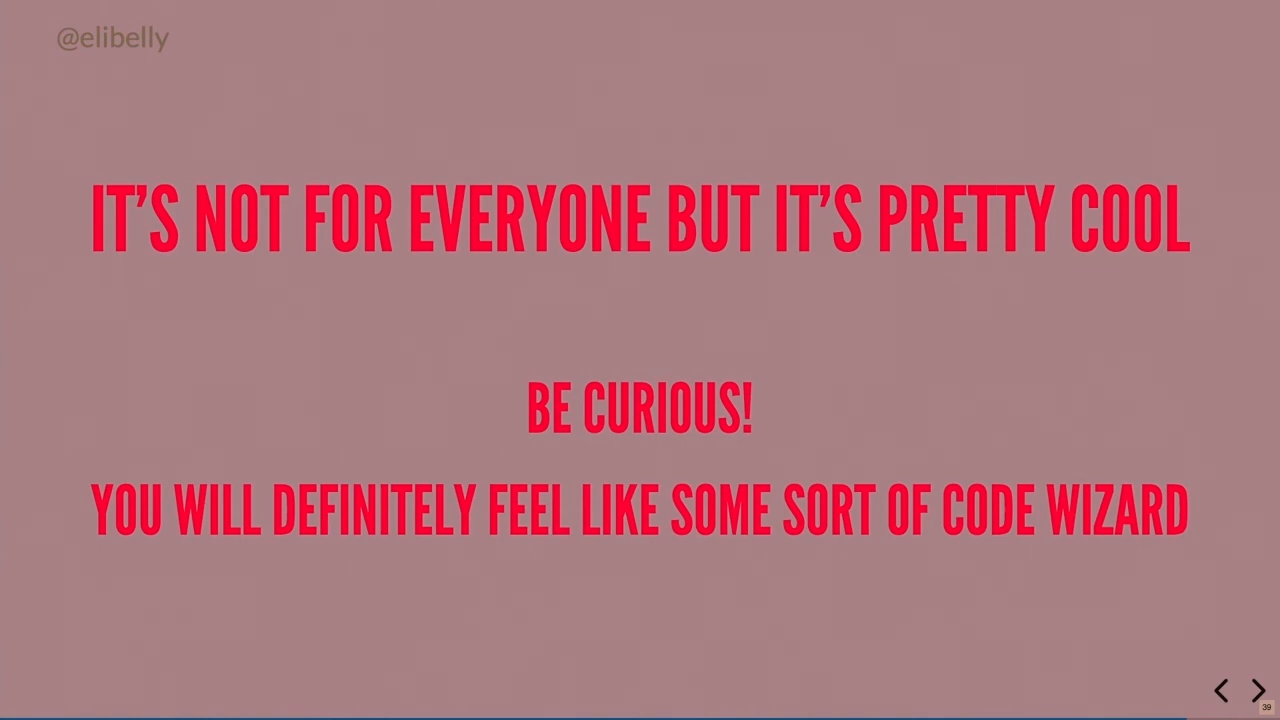 @elibelly
IT'S NOT FOR EVERYONE BUT IT'S PRETTY COOL
BE CURIOUS!
YOU WILL DEFINITELY FEEL LIKE SOME SORT OF CODE WIZARD
39